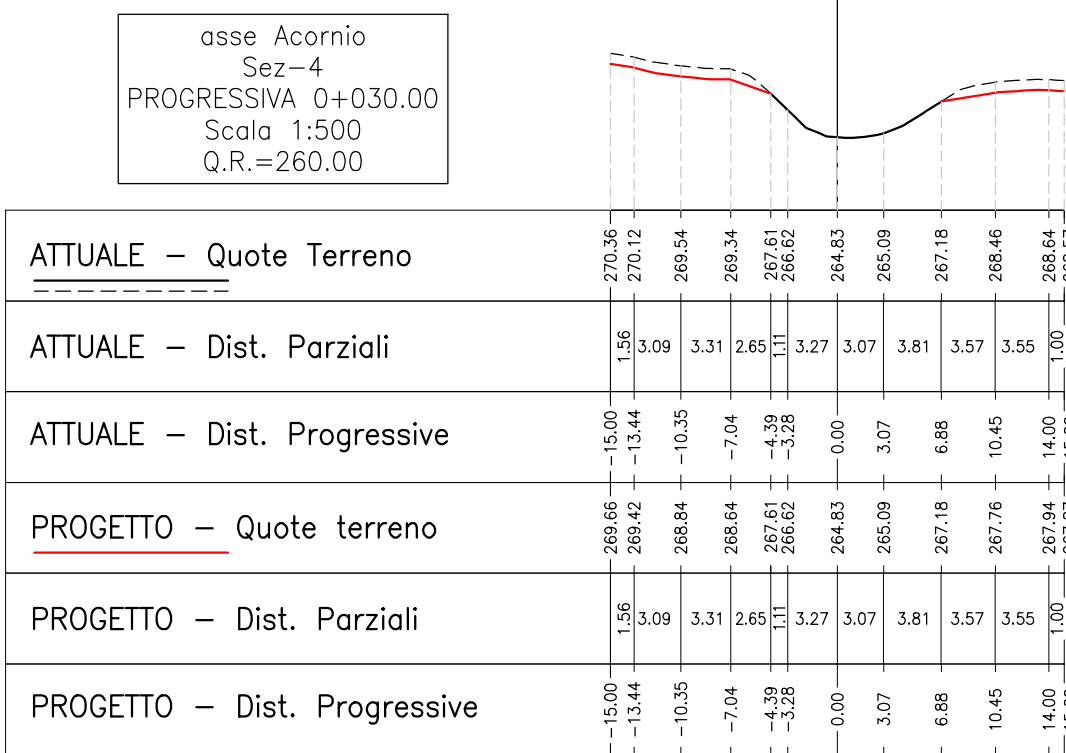 asse Acornio
Sez-4
PROGRESSIVA 0+030.00
Scala 1:500
Q.R.=260.00
ATTUALE - Quote Terreno
270.36 270.12 269.54 269.34 267.61 266.62 264.83 265.09 267.18 268.46 268.64
ATTUALE - Dist. Parziali
1.56 3.09 3.31 2.65 1.11 3.27 3.07 3.81 3.57 3.55 1.00
ATTUALE - Dist. Progressive
-15.00 -13.44 -10.35 -7.04 -4.39 -3.28 0.00 3.07 6.88 10.45 14.00
PROGETTO - Quote terreno
269.66 269.42 268.84 268.64 267.61 266.62 264.83 265.09 267.18 267.76 267.94
PROGETTO - Dist. Parziali
1.56 3.09 3.31 2.65 1.11 3.27 3.07 3.81 3.57 3.55 1.00
PROGETTO - Dist. Progressive
-15.00 -13.44 -10.35 -7.04 -4.39 -3.28 0.00 3.07 6.88 10.45 14.00